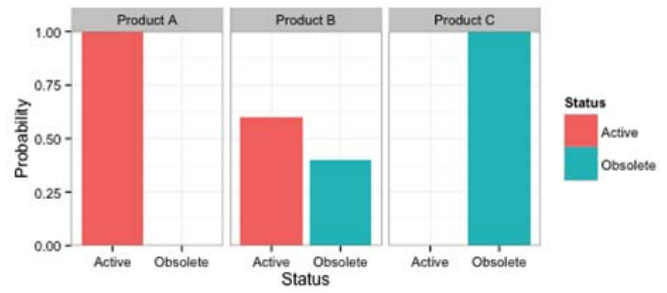 Product A
Product B
Product C
1.00
0.75
0.50
0.25
0.00
Probability
Active
Obsolete
Active
Obsolete
Active
Obsolete
Status
Status
Active
Obsolete